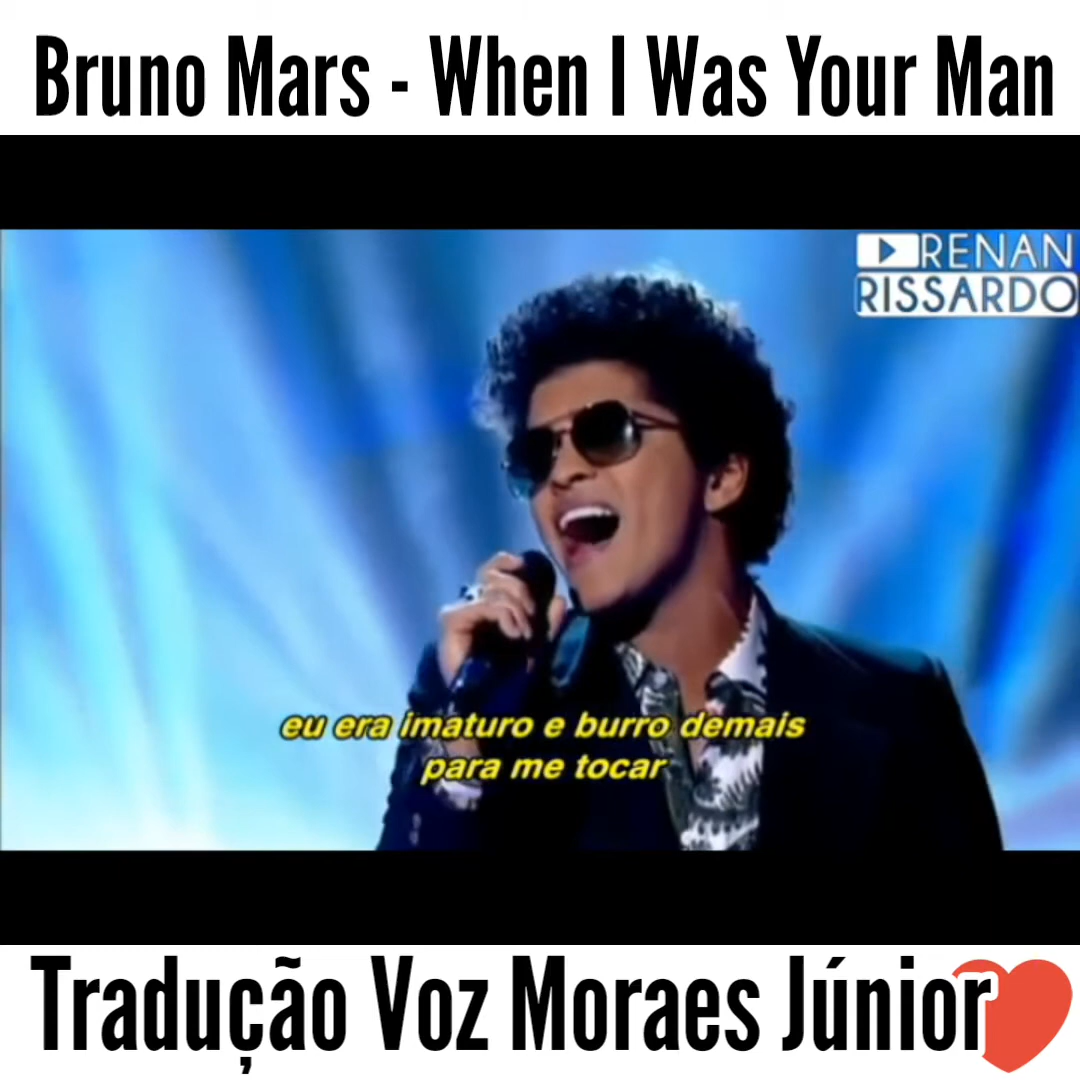 Bruno Mars - When I Was Your Man
RENAN
RISSARDO
eu era imaturo e burro demais
para me tocar
Tradução Voz Moraes Júnior